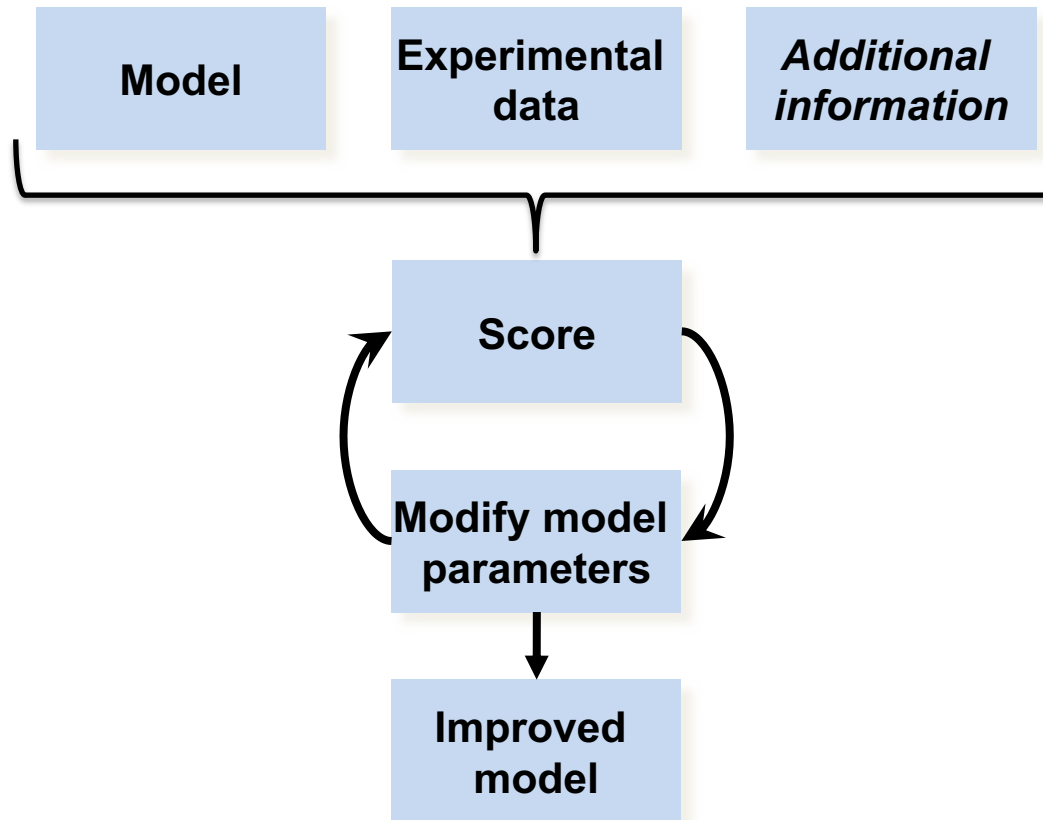 Model
Experimental
data
Additional
information
Score
Modify model
parameters
Improved
model